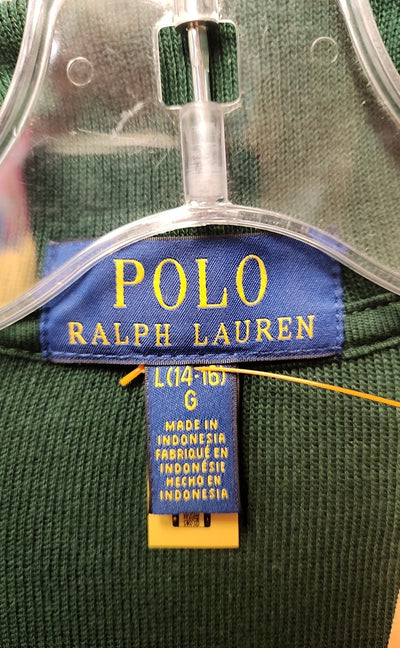 POLO
RALPH LAUREN
L(14-16)
G
MADE IN
INDONESIA
FABRIQUÉ EN
INDONÉSIE
HECHO EN
INDONESIA